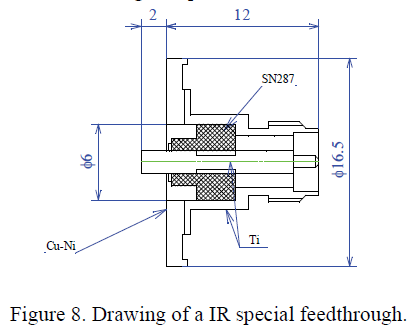 2
12
SN287
ϕ6
ϕ16.5
Cu-Ni
Ti
Figure 8. Drawing of a IR special feedthrough.